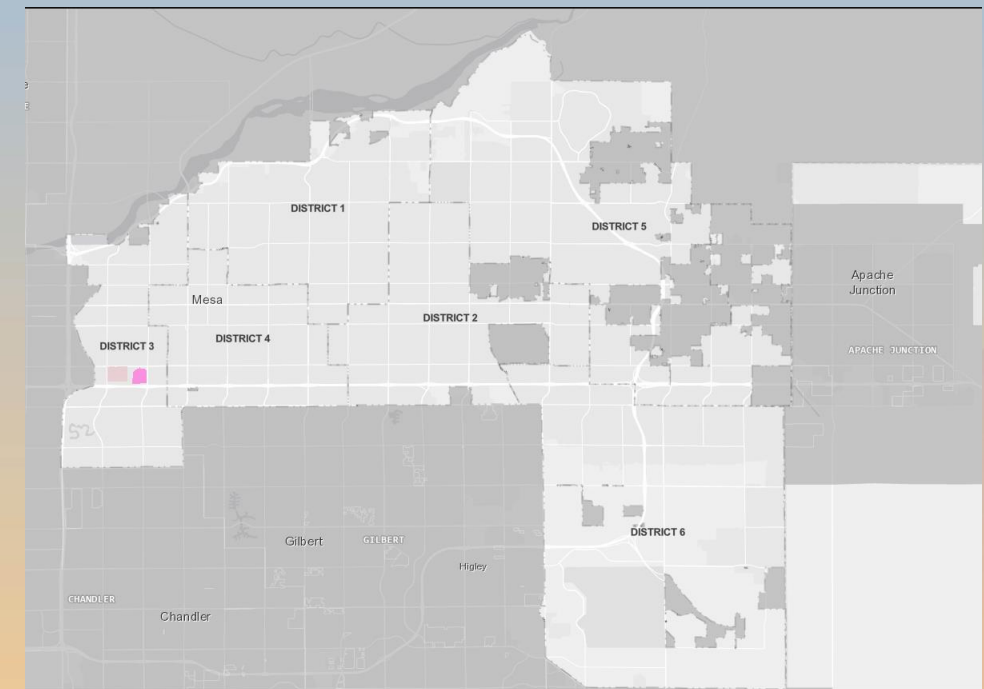 DISTRICT 1
DISTRICT 5
Apache
Junction
Mesa
DISTRICT 2
DISTRICT 4
DISTRICT 3
APACHE JUNCTION
52
DISTRICT 6
Gilbert
GILBERT
Higley
CHANDLER
Chandler